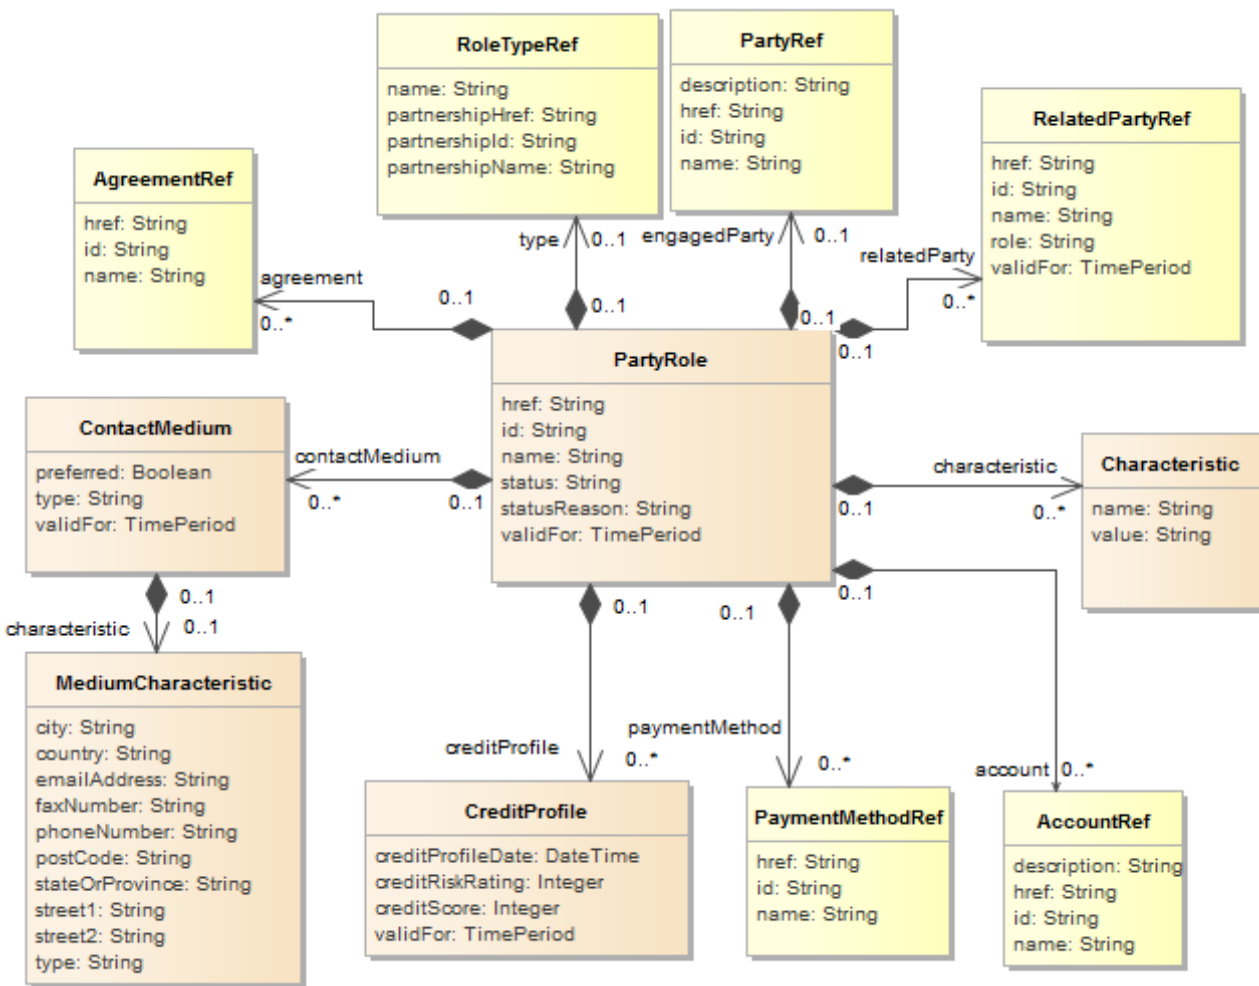 RoleTypeRef
name: String
partnershipHref: String
partnershipId: String
partnershipName: String
PartyRef
description: String
href: String
id: String
name: String
RelatedPartyRef
href: String
id: String
name: String
role: String
validFor: TimePeriod
AgreementRef
href: String
id: String
name: String
type
0..1
engagedParty
0..1
relatedParty
0..*
agreement
0..*
0..1
0..1
0..1
0..1
PartyRole
href: String
id: String
name: String
status: String
statusReason: String
validFor: TimePeriod
ContactMedium
preferred: Boolean
type: String
validFor: TimePeriod
contactMedium
0..*
0..1
characteristic
0..1
0..*
Characteristic
name: String
value: String
0..1
0..1
characteristic
0..1
0..1
0..1
MediumCharacteristic
city: String
country: String
emailAddress: String
faxNumber: String
phoneNumber: String
postCode: String
stateOrProvince: String
street1: String
street2: String
type: String
creditProfile
0..*
paymentMethod
0..*
account
0..*
CreditProfile
creditProfileDate: DateTime
creditRiskRating: Integer
creditScore: Integer
validFor: TimePeriod
PaymentMethodRef
href: String
id: String
name: String
AccountRef
description: String
href: String
id: String
name: String